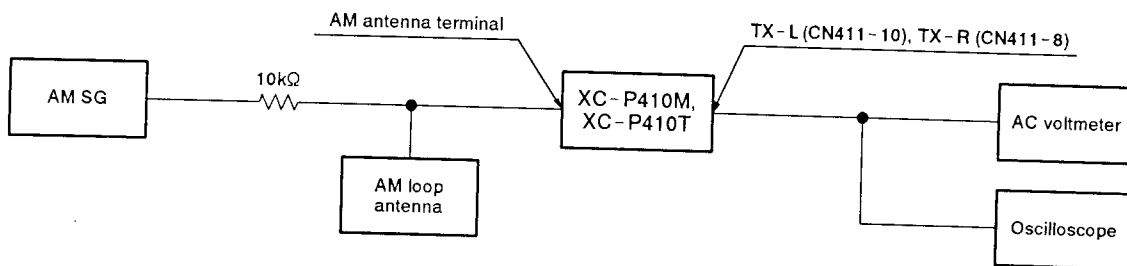 AM antenna terminal
TX-L (CN411-10), TX-R (CN411-8)
AM SG
10kΩ
XC-P410M,
XC-P410T
AC voltmeter
AM loop
antenna
Oscilloscope